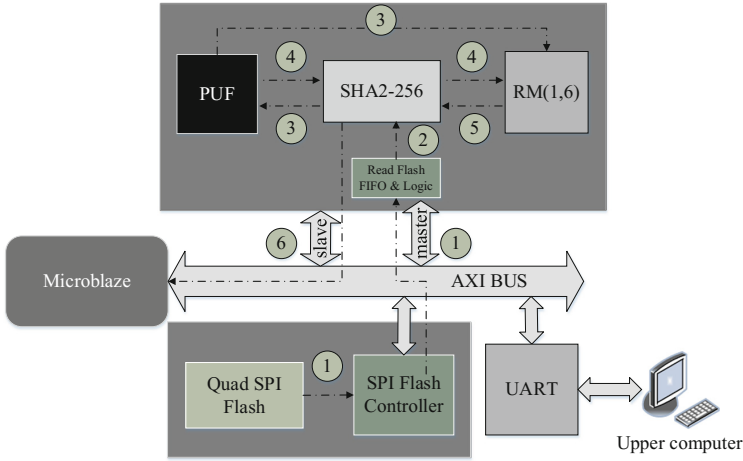 3
4
4
PUF
SHA2-256
RM(1,6)
3
5
2
Read Flash
FIFO & Logic
6
slave
master
1
Microblaze
AXI BUS
1
Quad SPI
Flash
SPI Flash
Controller
UART
Upper computer